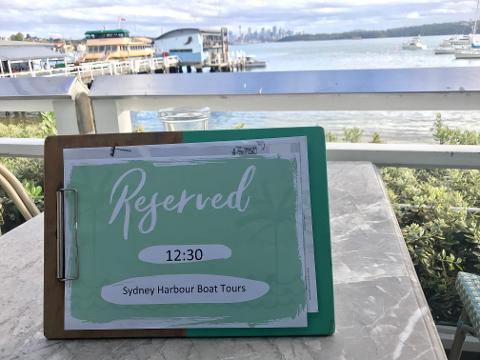 Reserved
12:30
Sydney Harbour Boat Tours